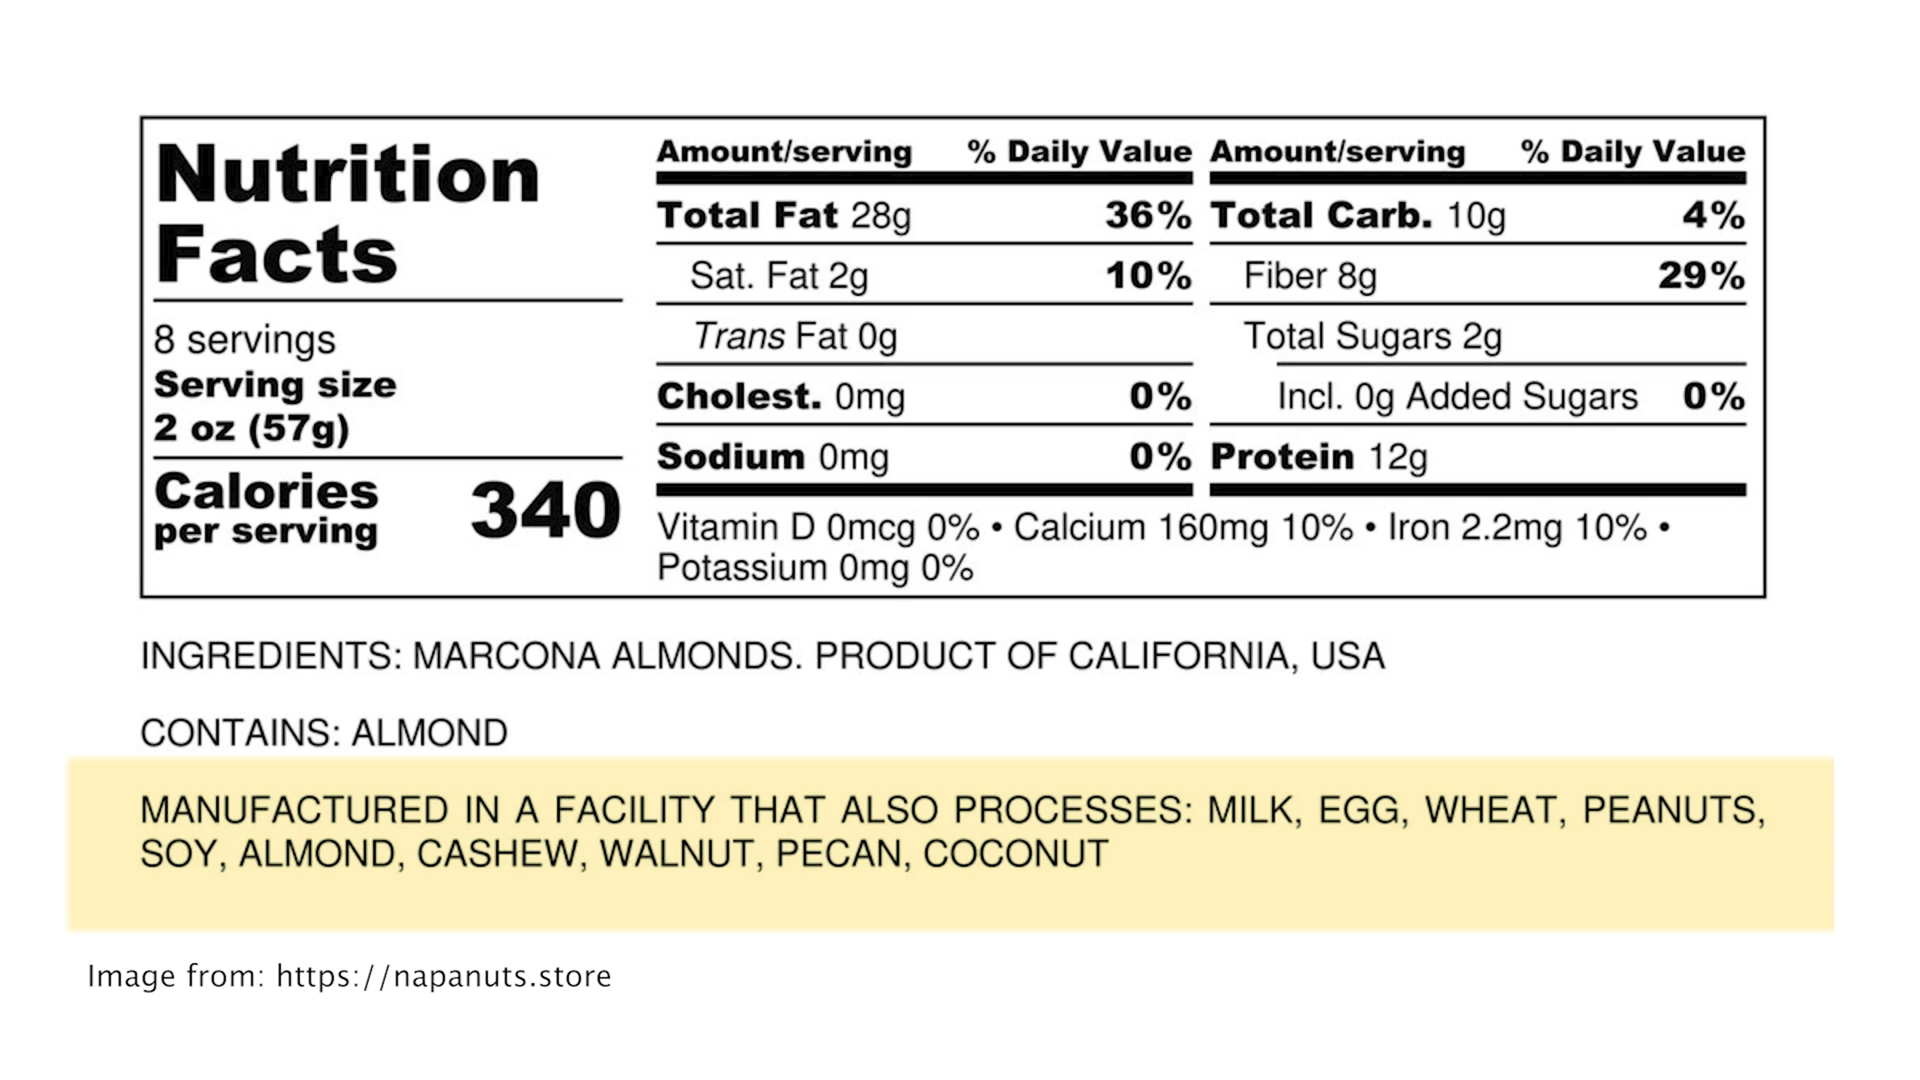 Nutrition
Facts
8 servings
Serving size
2 oz (57g)
Calories
per serving
340
Amount/serving % Daily Value
Total Fat 28g 36%
Sat. Fat 2g 10%
Trans Fat 0g
Cholest. 0mg 0%
Sodium 0mg 0%
Amount/serving % Daily Value
Total Carb. 10g 4%
Fiber 8g 29%
Total Sugars 2g
Incl. 0g Added Sugars 0%
Protein 12g
Vitamin D 0mcg 0% • Calcium 160mg 10% • Iron 2.2mg 10% •
Potassium 0mg 0%
INGREDIENTS: MARCONA ALMONDS. PRODUCT OF CALIFORNIA, USA
CONTAINS: ALMOND
MANUFACTURED IN A FACILITY THAT ALSO PROCESSES: MILK, EGG, WHEAT, PEANUTS,
SOY, ALMOND, CASHEW, WALNUT, PECAN, COCONUT
Image from: https://napanuts.store